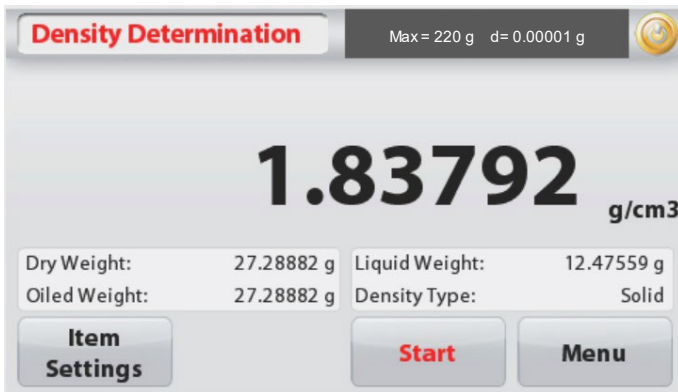 Density Determination
Max = 220 g d= 0.00001 g
1.83792 g/cm3
Dry Weight: 27.28882 g Liquid Weight: 12.47559 g
Oiled Weight: 27.28882 g Density Type: Solid
Item
Settings
Start
Menu